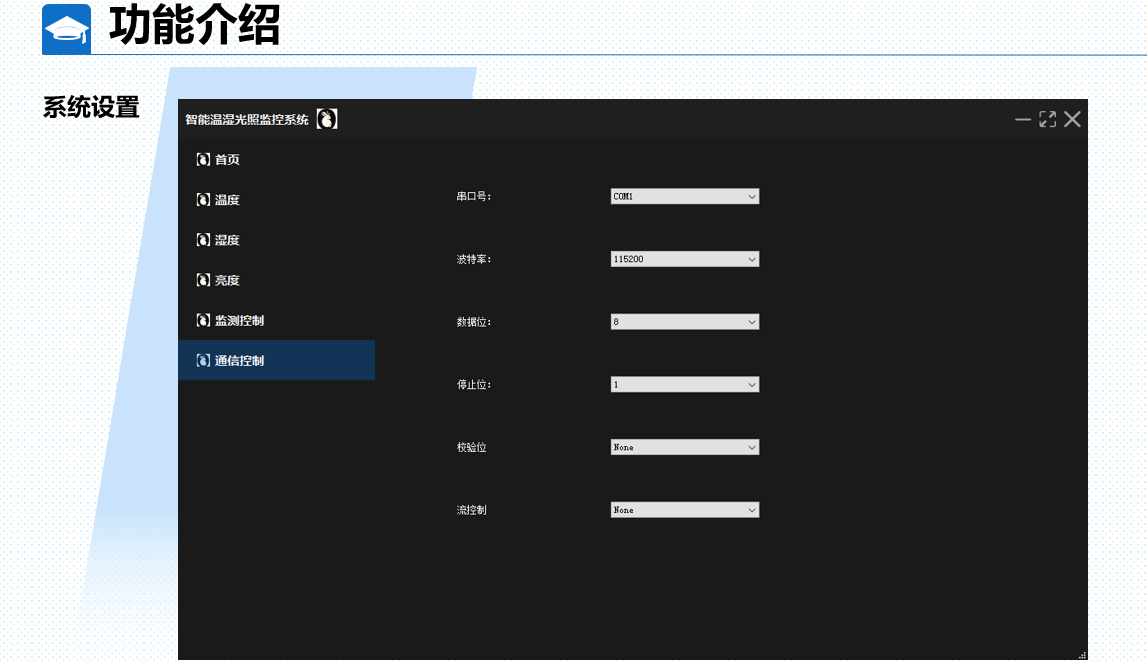 功能介绍
系统设置
智能温湿光照监控系统
首页
温度
湿度
亮度
监测控制
通信控制
串口号: COM1
波特率: 115200
数据位: 8
停止位: 1
校验位 None
流控制 None